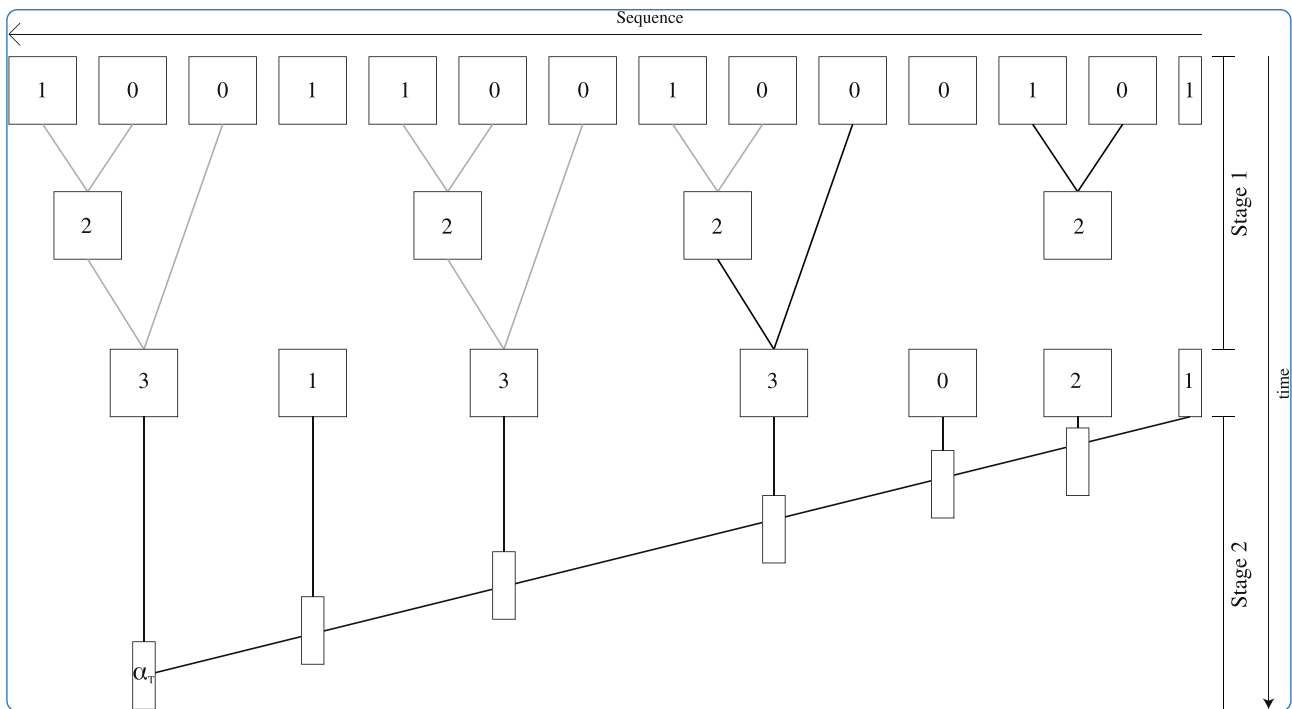 Sequence
1 0 0 1 1 0 0 1 0 0 0 1 0 1
2 2 2 2
Stage 1
3 1 3 3 0 2 1
time
Stage 2
αT